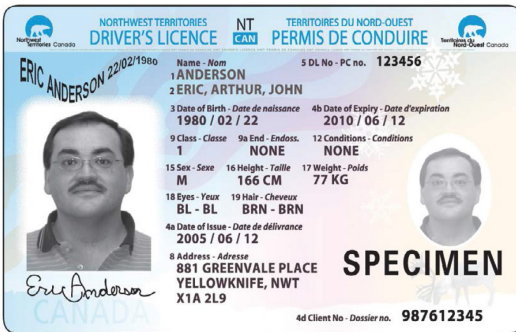 NORTHWEST TERRITORIES NT TERRITOIRES DU NORD-OUEST
DRIVER'S LICENCE CAN PERMIS DE CONDUIRE
Northwest Territories Canada
Territoires du Nord-Ouest Canada
ERIC ANDERSON 22/02/1980
Name - Nom
1 ANDERSON
2 ERIC, ARTHUR, JOHN
5 DL No - PC no. 123456
3 Date of Birth - Date de naissance 4b Date of Expiry - Date d'expiration
1980 / 02 / 22 2010 / 06 / 12
9 Class - Classe 9a End - Endoss. 12 Conditions - Conditions
1 NONE NONE
15 Sex - Sexe 16 Height - Taille 17 Weight - Poids
M 166 CM 77 KG
18 Eyes - Yeux 19 Hair - Cheveux
BL - BL BRN - BRN
4a Date of Issue - Date de délivrance
2005 / 06 / 12
8 Address - Adresse
881 GREENVALE PLACE
YELLOWKNIFE, NWT
X1A 2L9
SPECIMEN
Eric Anderson
CANADA
4d Client No - Dossier no. 987612345